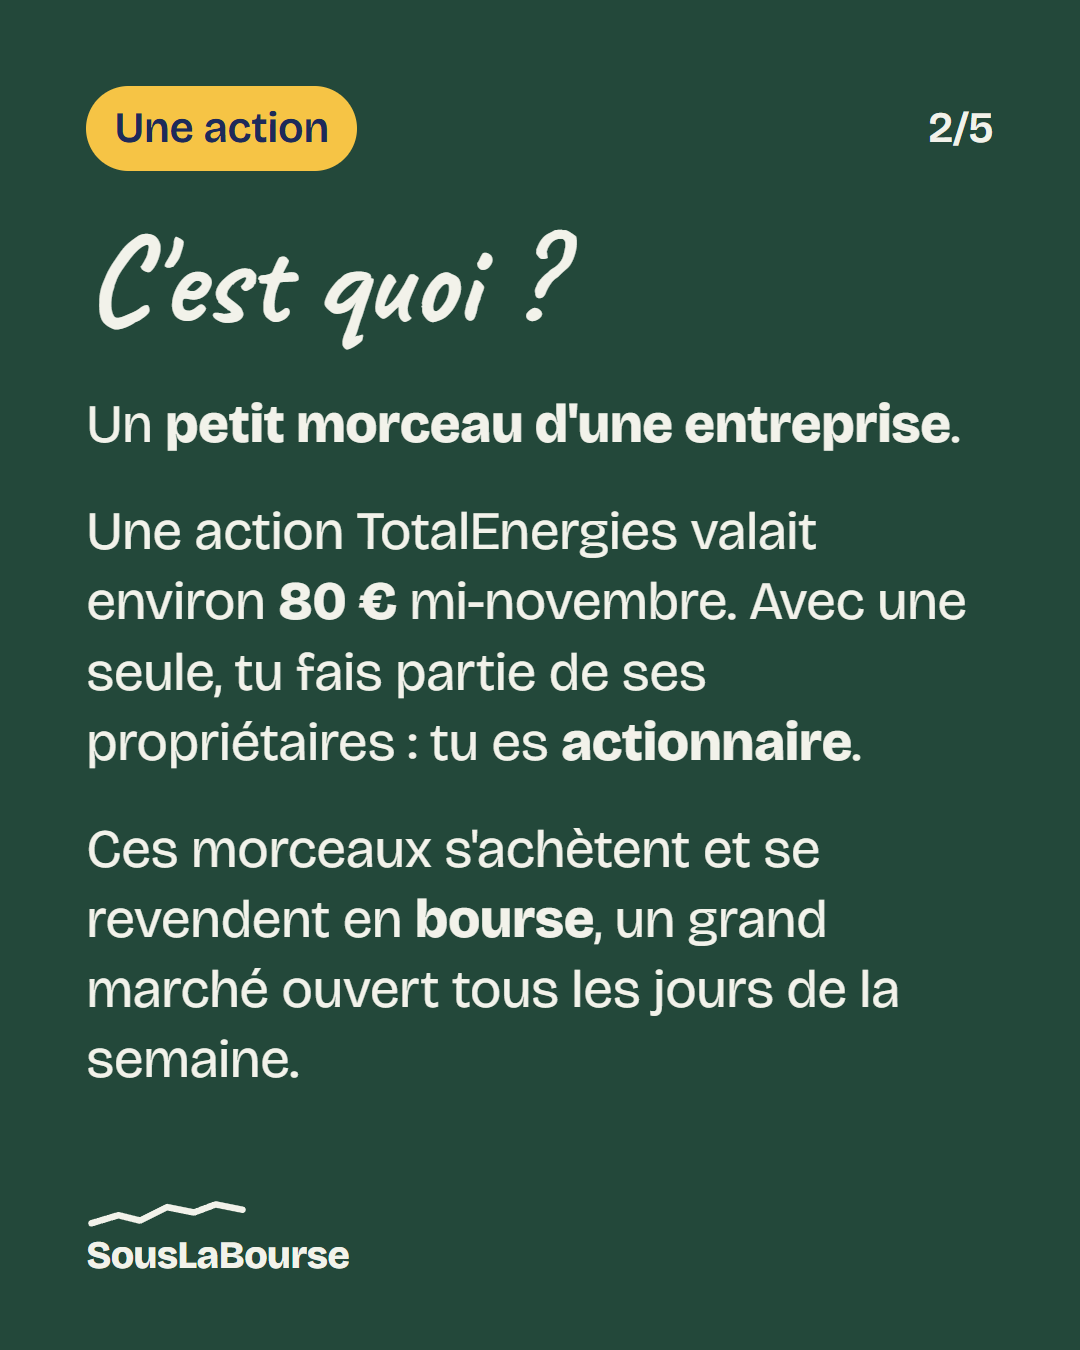 Une action
2/5
C'est quoi ?
Un petit morceau d'une entreprise.
Une action TotalEnergies valait
environ 80 € mi-novembre. Avec une
seule, tu fais partie de ses
propriétaires : tu es actionnaire.
Ces morceaux s'achètent et se
revendent en bourse, un grand
marché ouvert tous les jours de la
semaine.
SousLaBourse